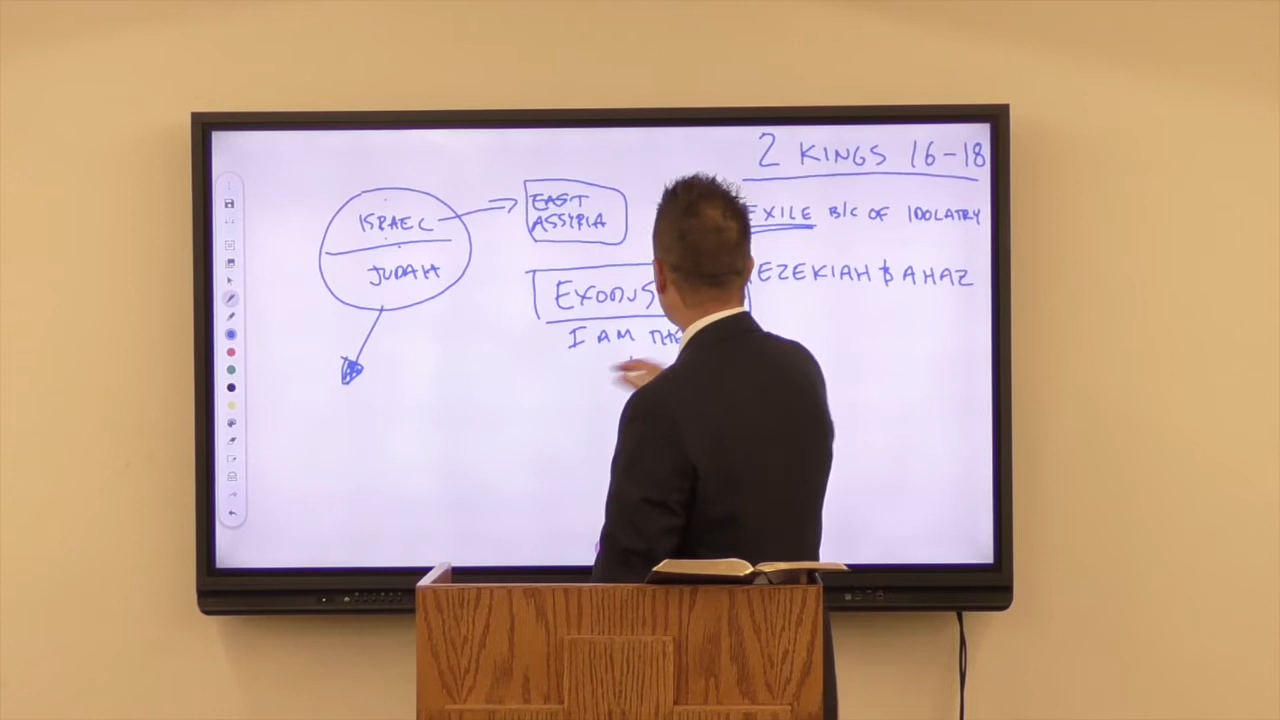 2 KINGS 16-18
EXILE B/C OF IDOLATRY
EZEKIAH & AHAZ
ISRAEL
JUDAH
EAST
ASSYRIA
EXODUS
I AM THE